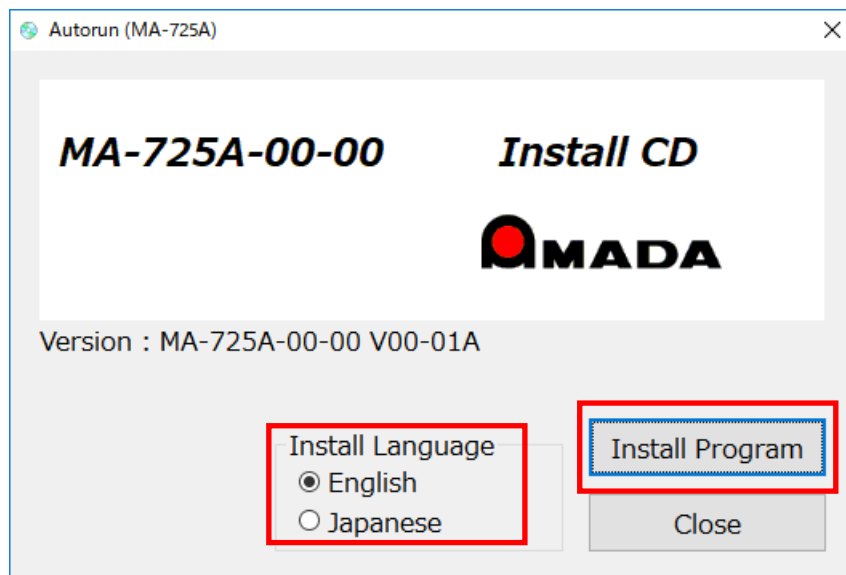 Autorun (MA-725A)
MA-725A-00-00 Install CD
AMADA
Version : MA-725A-00-00 V00-01A
Install Language
English
Japanese
Install Program
Close